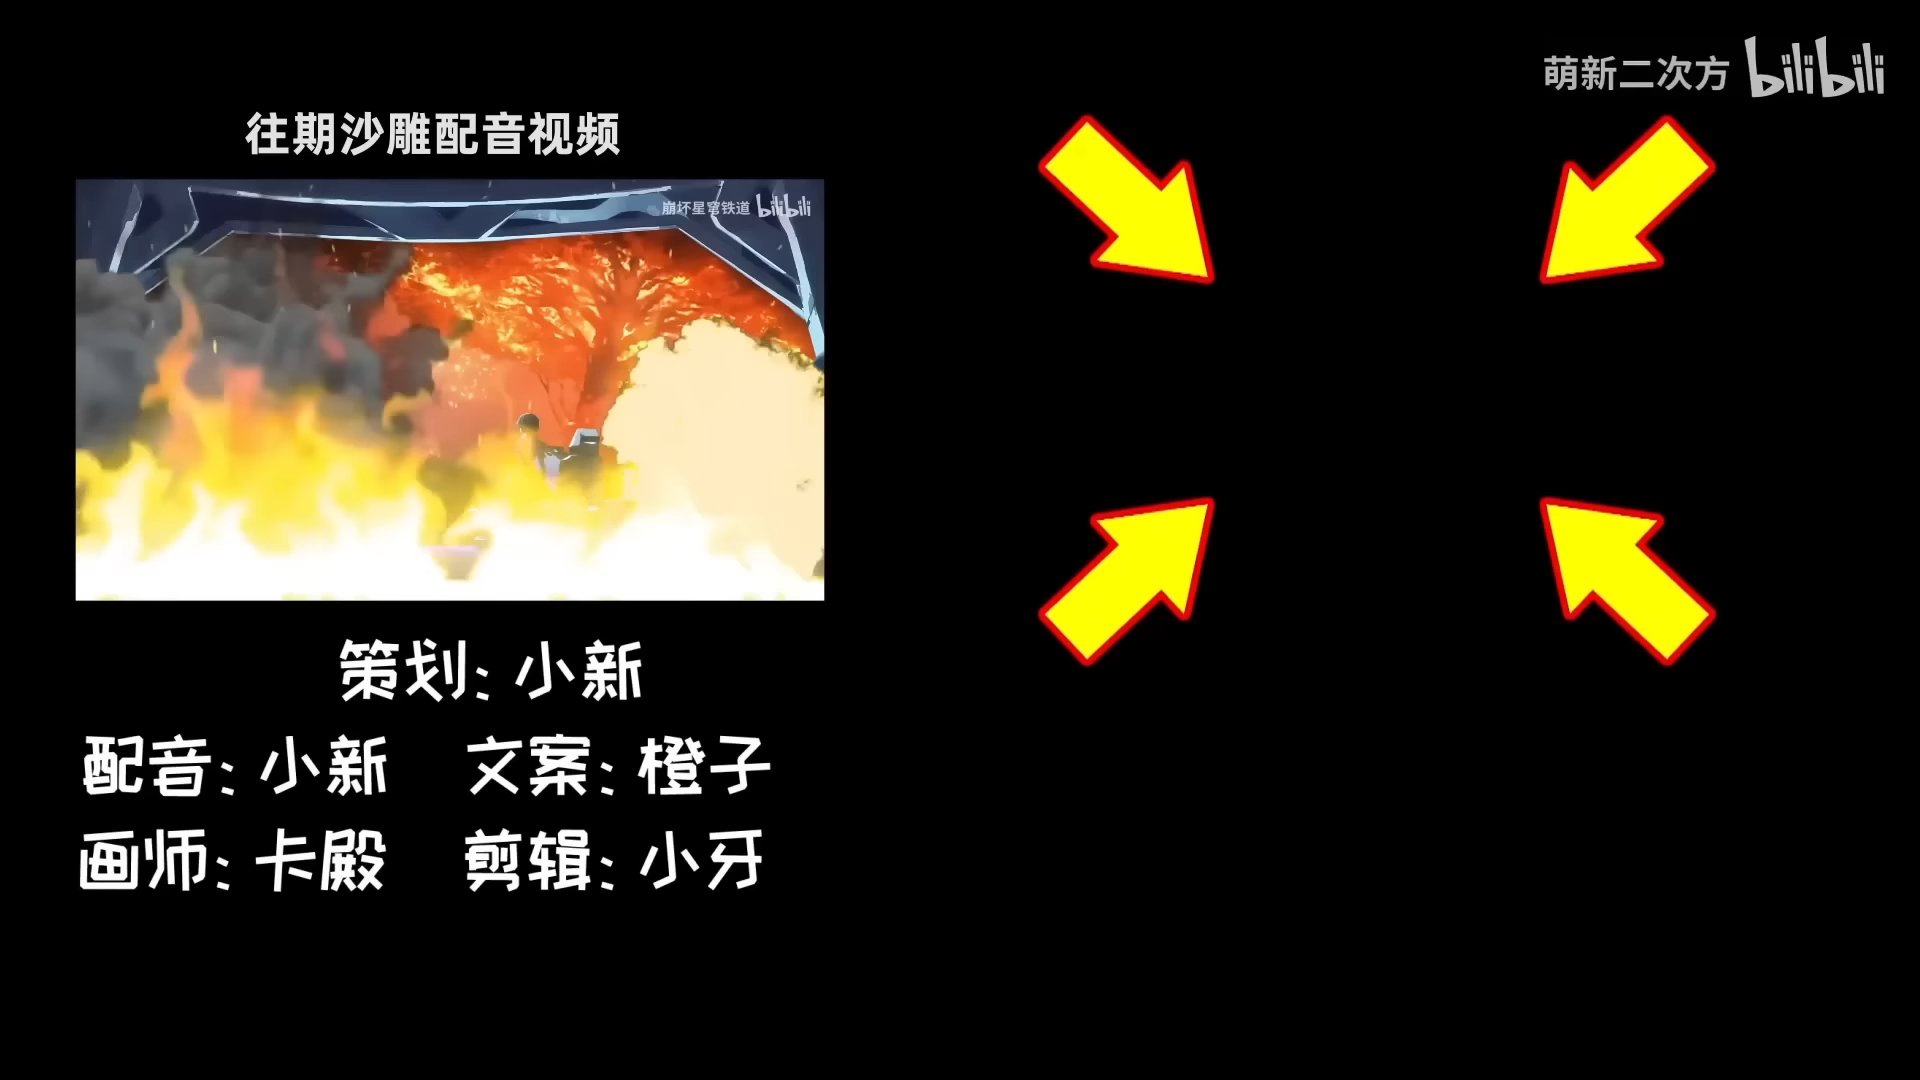 萌新二次方 bilibili
往期沙雕配音视频
崩坏星穹铁道 bilibili
策划: 小新
配音: 小新 文案: 橙子
画师: 卡殿 剪辑: 小牙